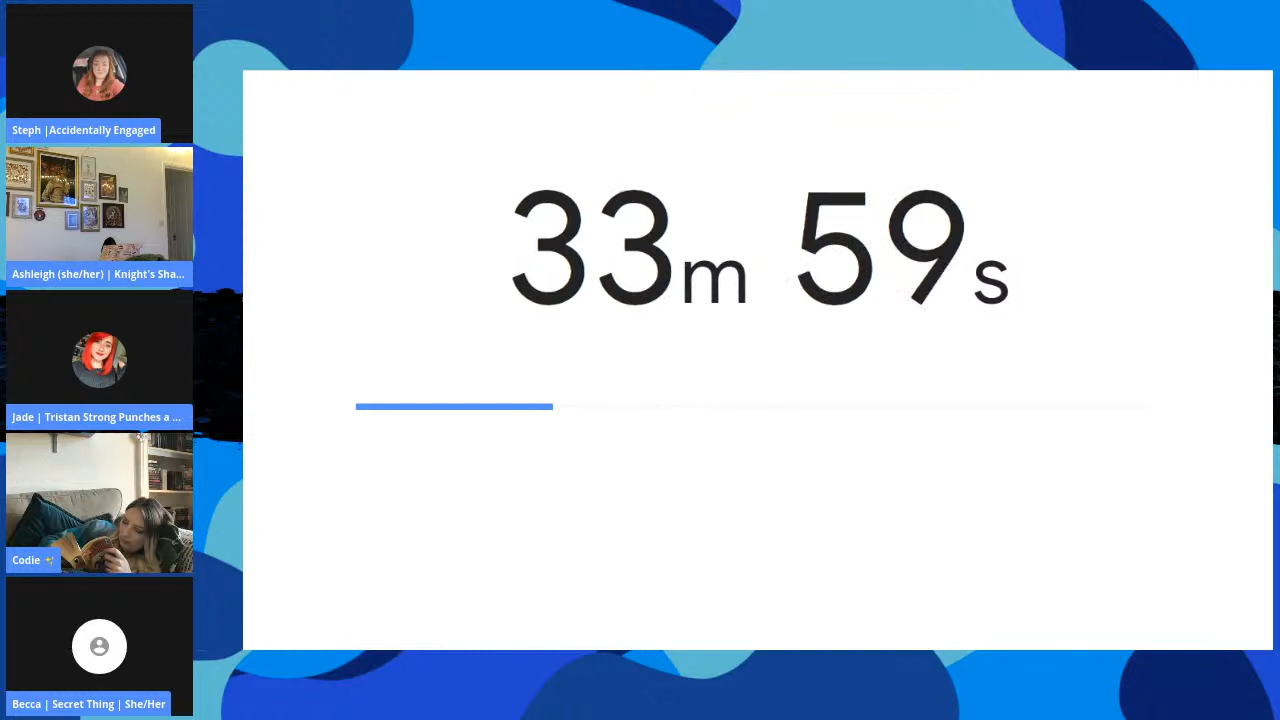 Steph |Accidentally Engaged
Ashleigh (she/her) | Knight's Sha...
Jade | Tristan Strong Punches a ...
Codie ✨
Becca | Secret Thing | She/Her
33m 59s